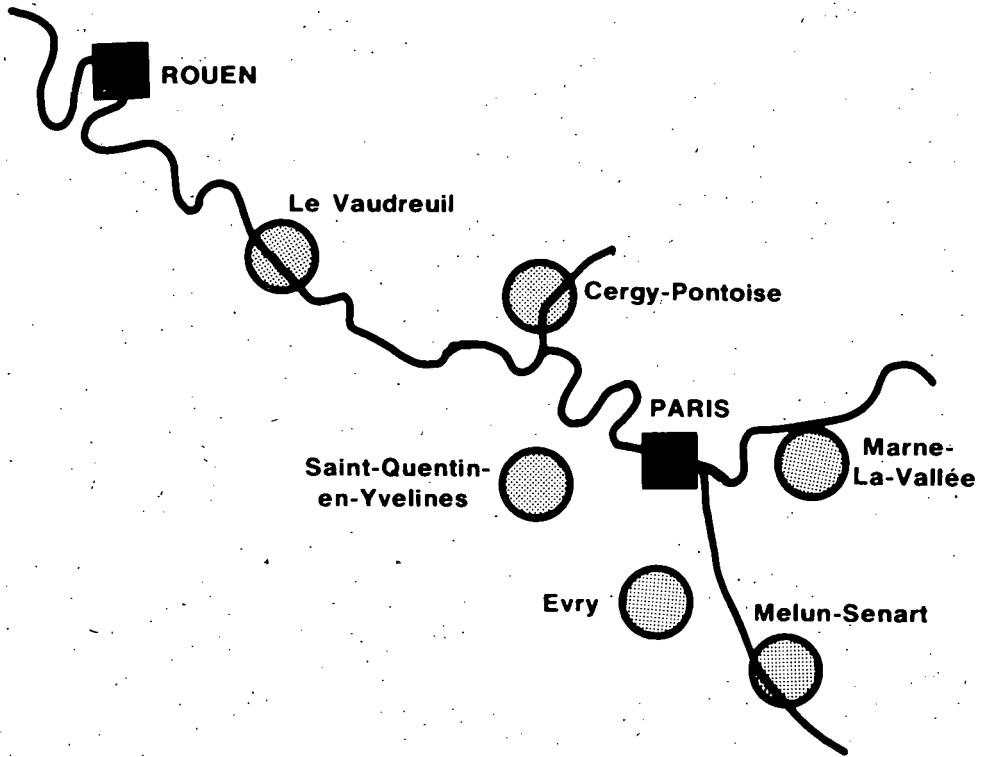 ROUEN
Le Vaudreuil
Cergy-Pontoise
PARIS
Saint-Quentin-
en-Yvelines
Marne-
La-Vallée
Evry
Melun-Senart